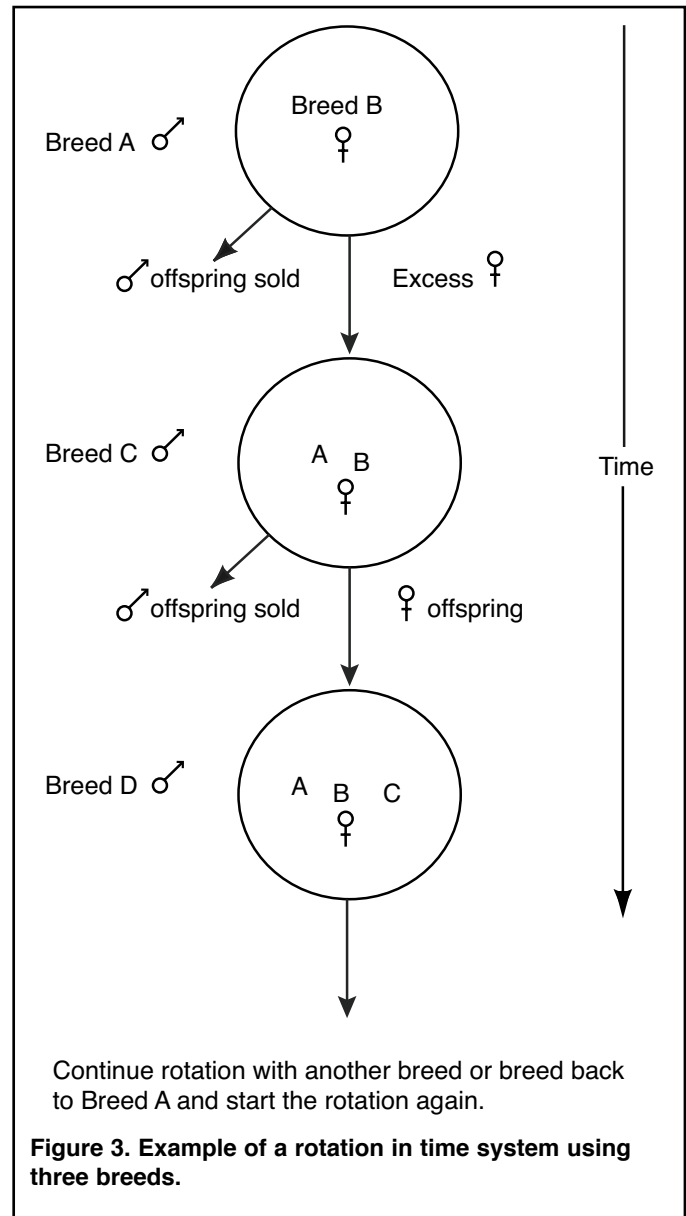 Breed B
Breed A
offspring sold
Excess
Breed C
A B
Time
offspring sold
offspring
Breed D
A B C
Continue rotation with another breed or breed back
to Breed A and start the rotation again.
Figure 3. Example of a rotation in time system using
three breeds.